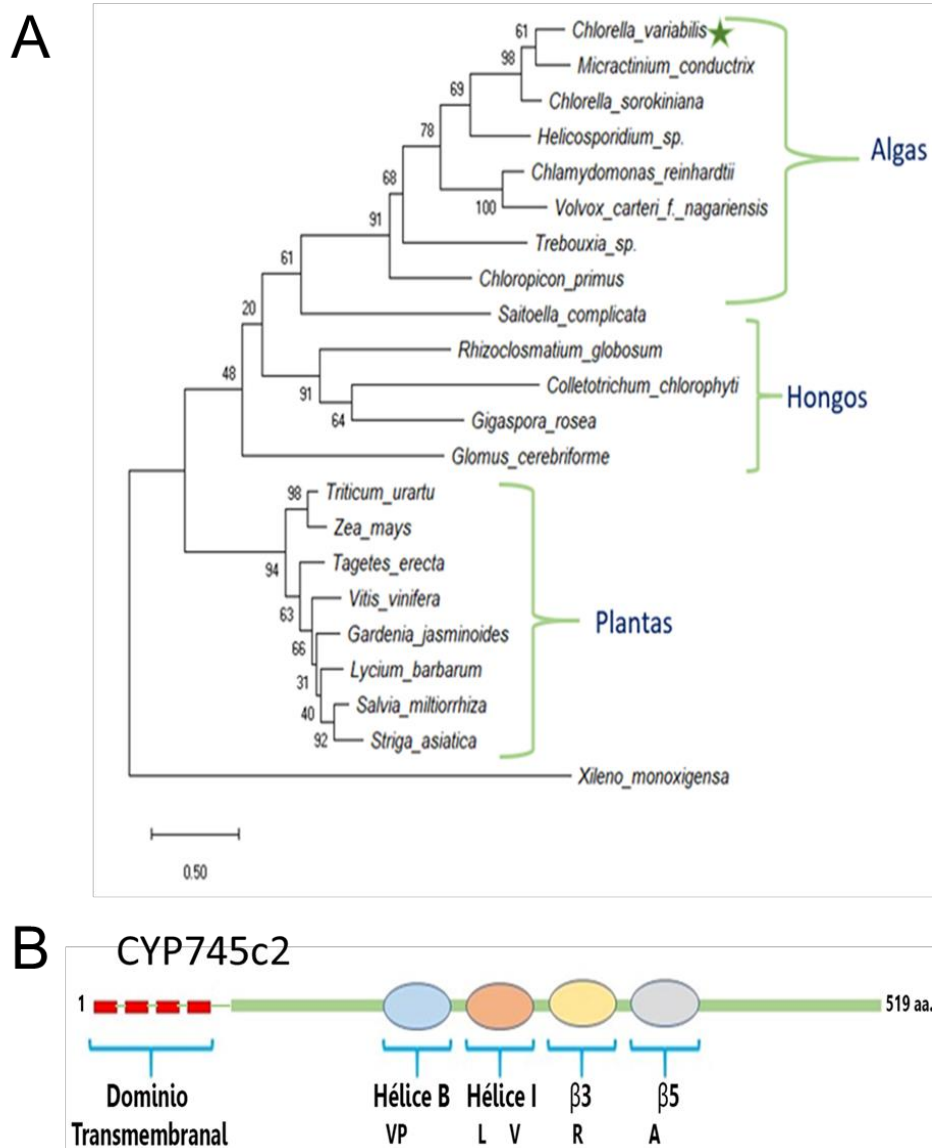 A
61
Chlorella_variabilis
98
Micractinium_conductrix
69
Chlorella_sorokiniana
78
Helicosporidium_sp.
68
Chlamydomonas_reinhardtii
Algas
91
100
Volvox_carteri_f._nagariensis
Trebouxia_sp.
61
Chloropicon_primus
20
Saitoella_complicata
48
Rhizoclosmatium_globosum
91
Colletotrichum_chlorophyti
Hongos
64
Gigaspora_rosea
Glomus_cerebriforme
98
Triticum_urartu
Zea_mays
94
Tagetes_erecta
63
Vitis_vinifera
66
Gardenia_jasminoides
Plantas
31
Lycium_barbarum
40
Salvia_miltiorrhiza
92
Striga_asiatica
Xileno_monoxigensa
0.50
B
CYP745c2
1
519 aa.
Dominio Hélice B Hélice I β3 β5
Transmembranal VP L V R A